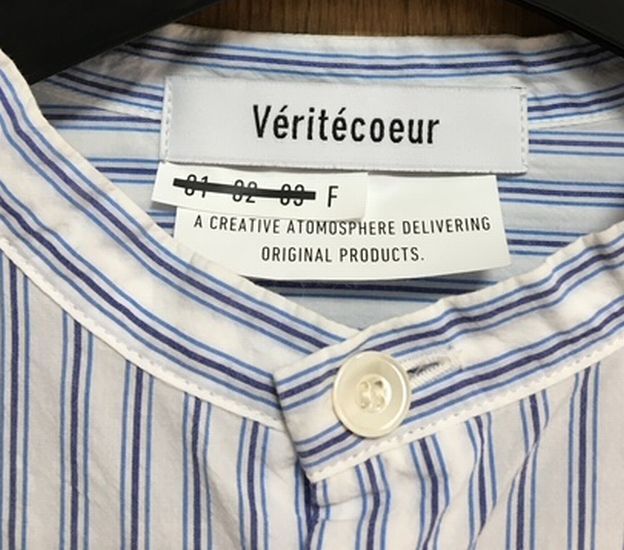 Véritécoeur
01 02 03 F
A CREATIVE ATOMOSPHERE DELIVERING
ORIGINAL PRODUCTS.